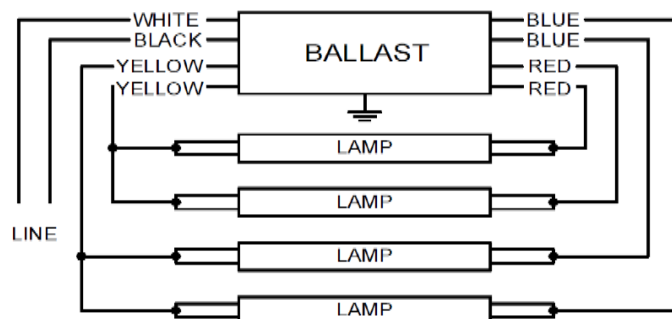 WHITE
BLACK
YELLOW
YELLOW
BALLAST
BLUE
BLUE
RED
RED
LAMP
LAMP
LINE
LAMP
LAMP